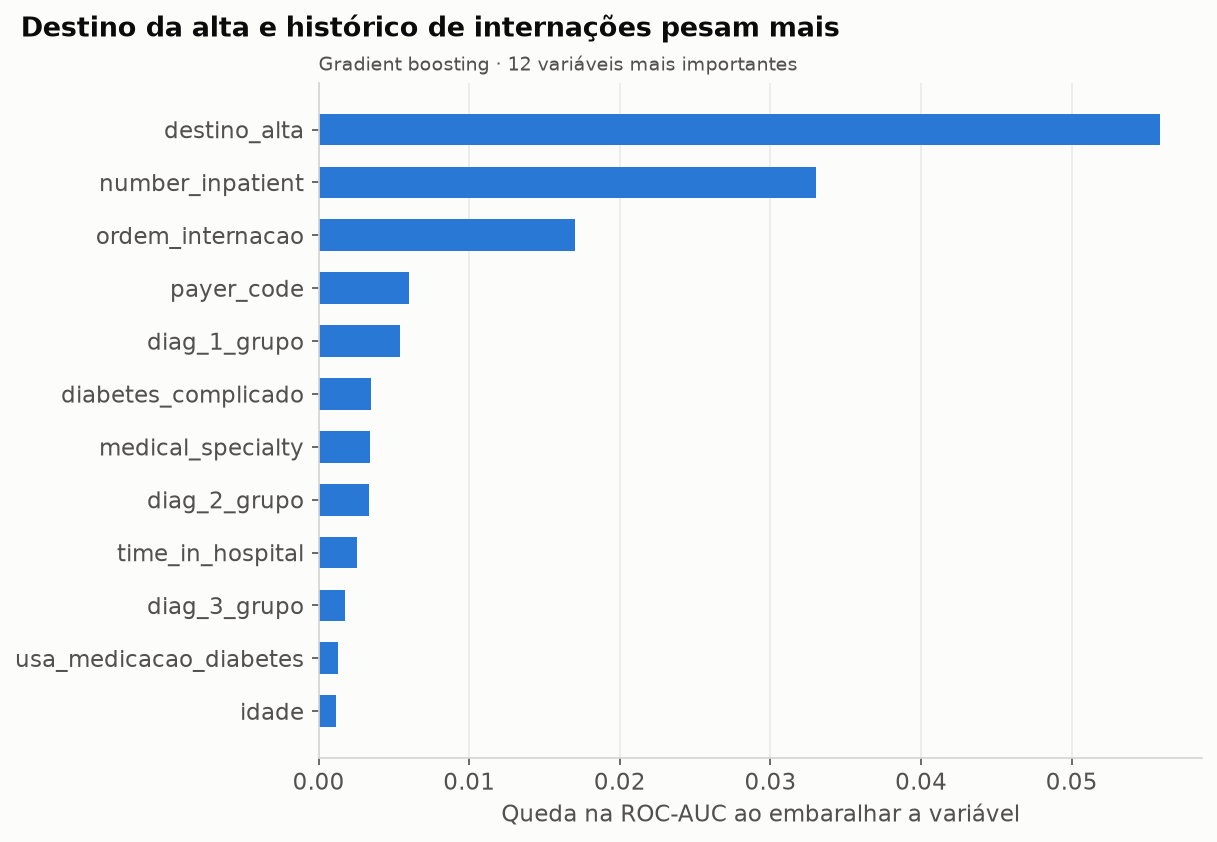 Destino da alta e histórico de internações pesam mais
Gradient boosting · 12 variáveis mais importantes
destino_alta
number_inpatient
ordem_internacao
payer_code
diag_1_grupo
diabetes_complicado
medical_specialty
diag_2_grupo
time_in_hospital
diag_3_grupo
usa_medicacao_diabetes
idade
0.00 0.01 0.02 0.03 0.04 0.05
Queda na ROC-AUC ao embaralhar a variável